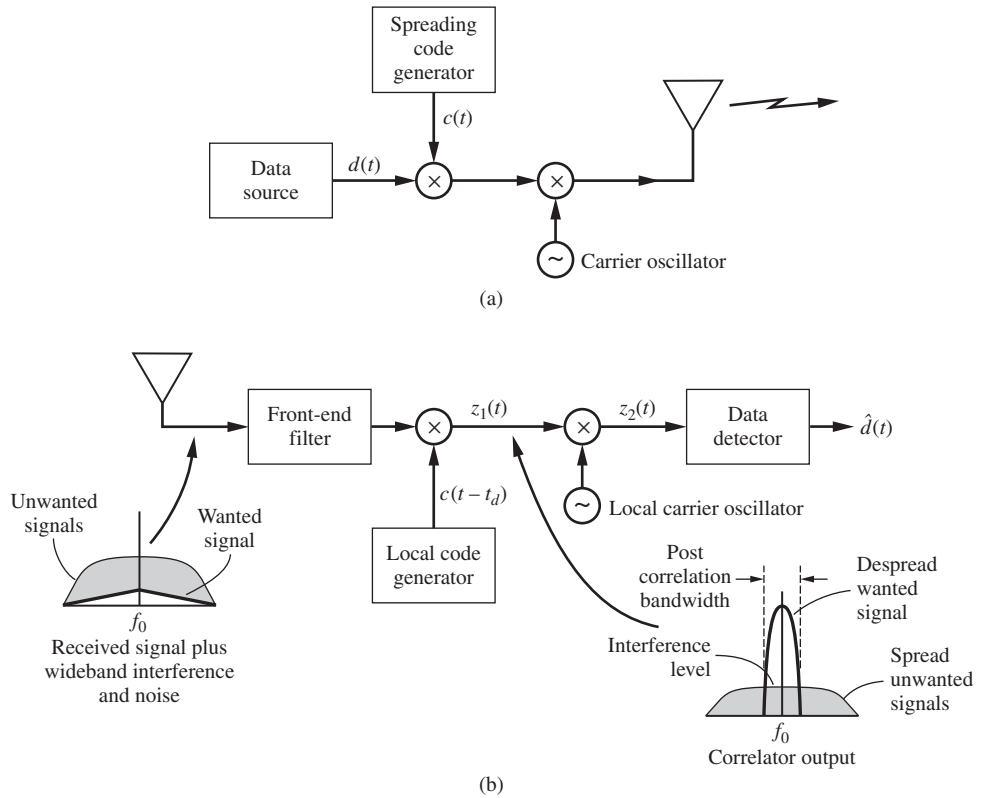 Spreading
code
generator
c(t)
Data
source
d(t)
×
×
~
Carrier oscillator
(a)
Front-end
filter
×
z₁(t)
×
z₂(t)
Data
detector
d̂(t)
c(t − t_d)
Local code
generator
~
Local carrier oscillator
Unwanted
signals
Wanted
signal
f₀
Received signal plus
wideband interference
and noise
Post
correlation
bandwidth
Despread
wanted
signal
Interference
level
Spread
unwanted
signals
f₀
Correlator output
(b)